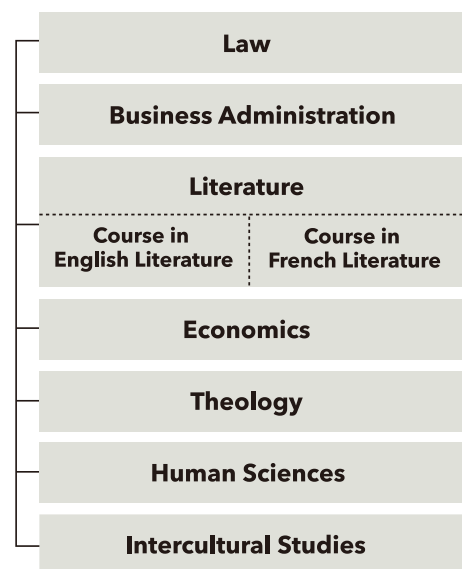 Law
Business Administration
Literature
Course in
English Literature
Course in
French Literature
Economics
Theology
Human Sciences
Intercultural Studies